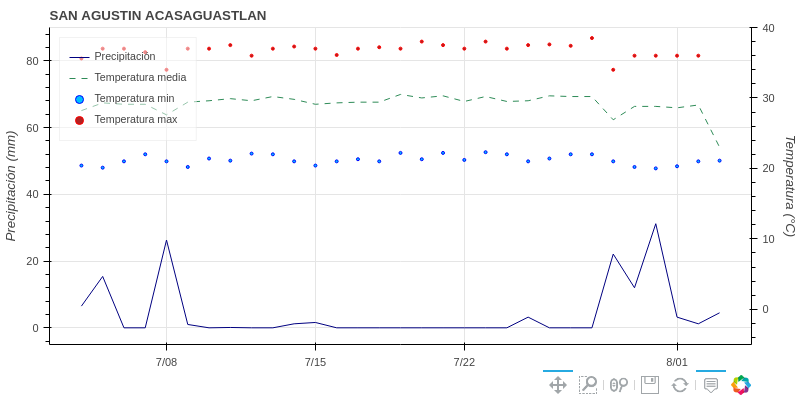 SAN AGUSTIN ACASAGUASTLAN
Precipitación
Temperatura media
Temperatura min
Temperatura max
Precipitación (mm)
80
60
40
20
0
Temperatura (°C)
40
30
20
10
0
7/08
7/15
7/22
8/01